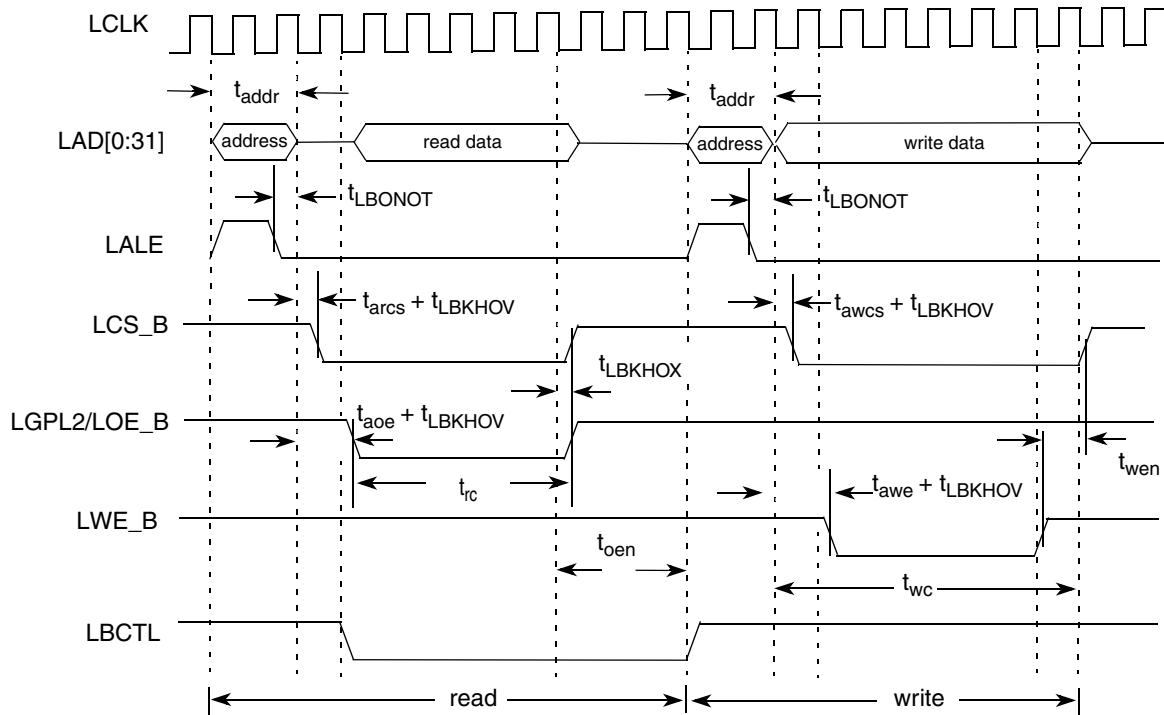 LCLK
t_addr t_addr
LAD[0:31] address read data address write data
t_LBONOT t_LBONOT
LALE
t_arcs + t_LBKHOV t_awcs + t_LBKHOV
LCS_B
t_LBKHOX
t_aoe + t_LBKHOV
LGPL2/LOE_B
t_wen
t_rc t_awe + t_LBKHOV
LWE_B
t_oen
t_wc
LBCTL
read write